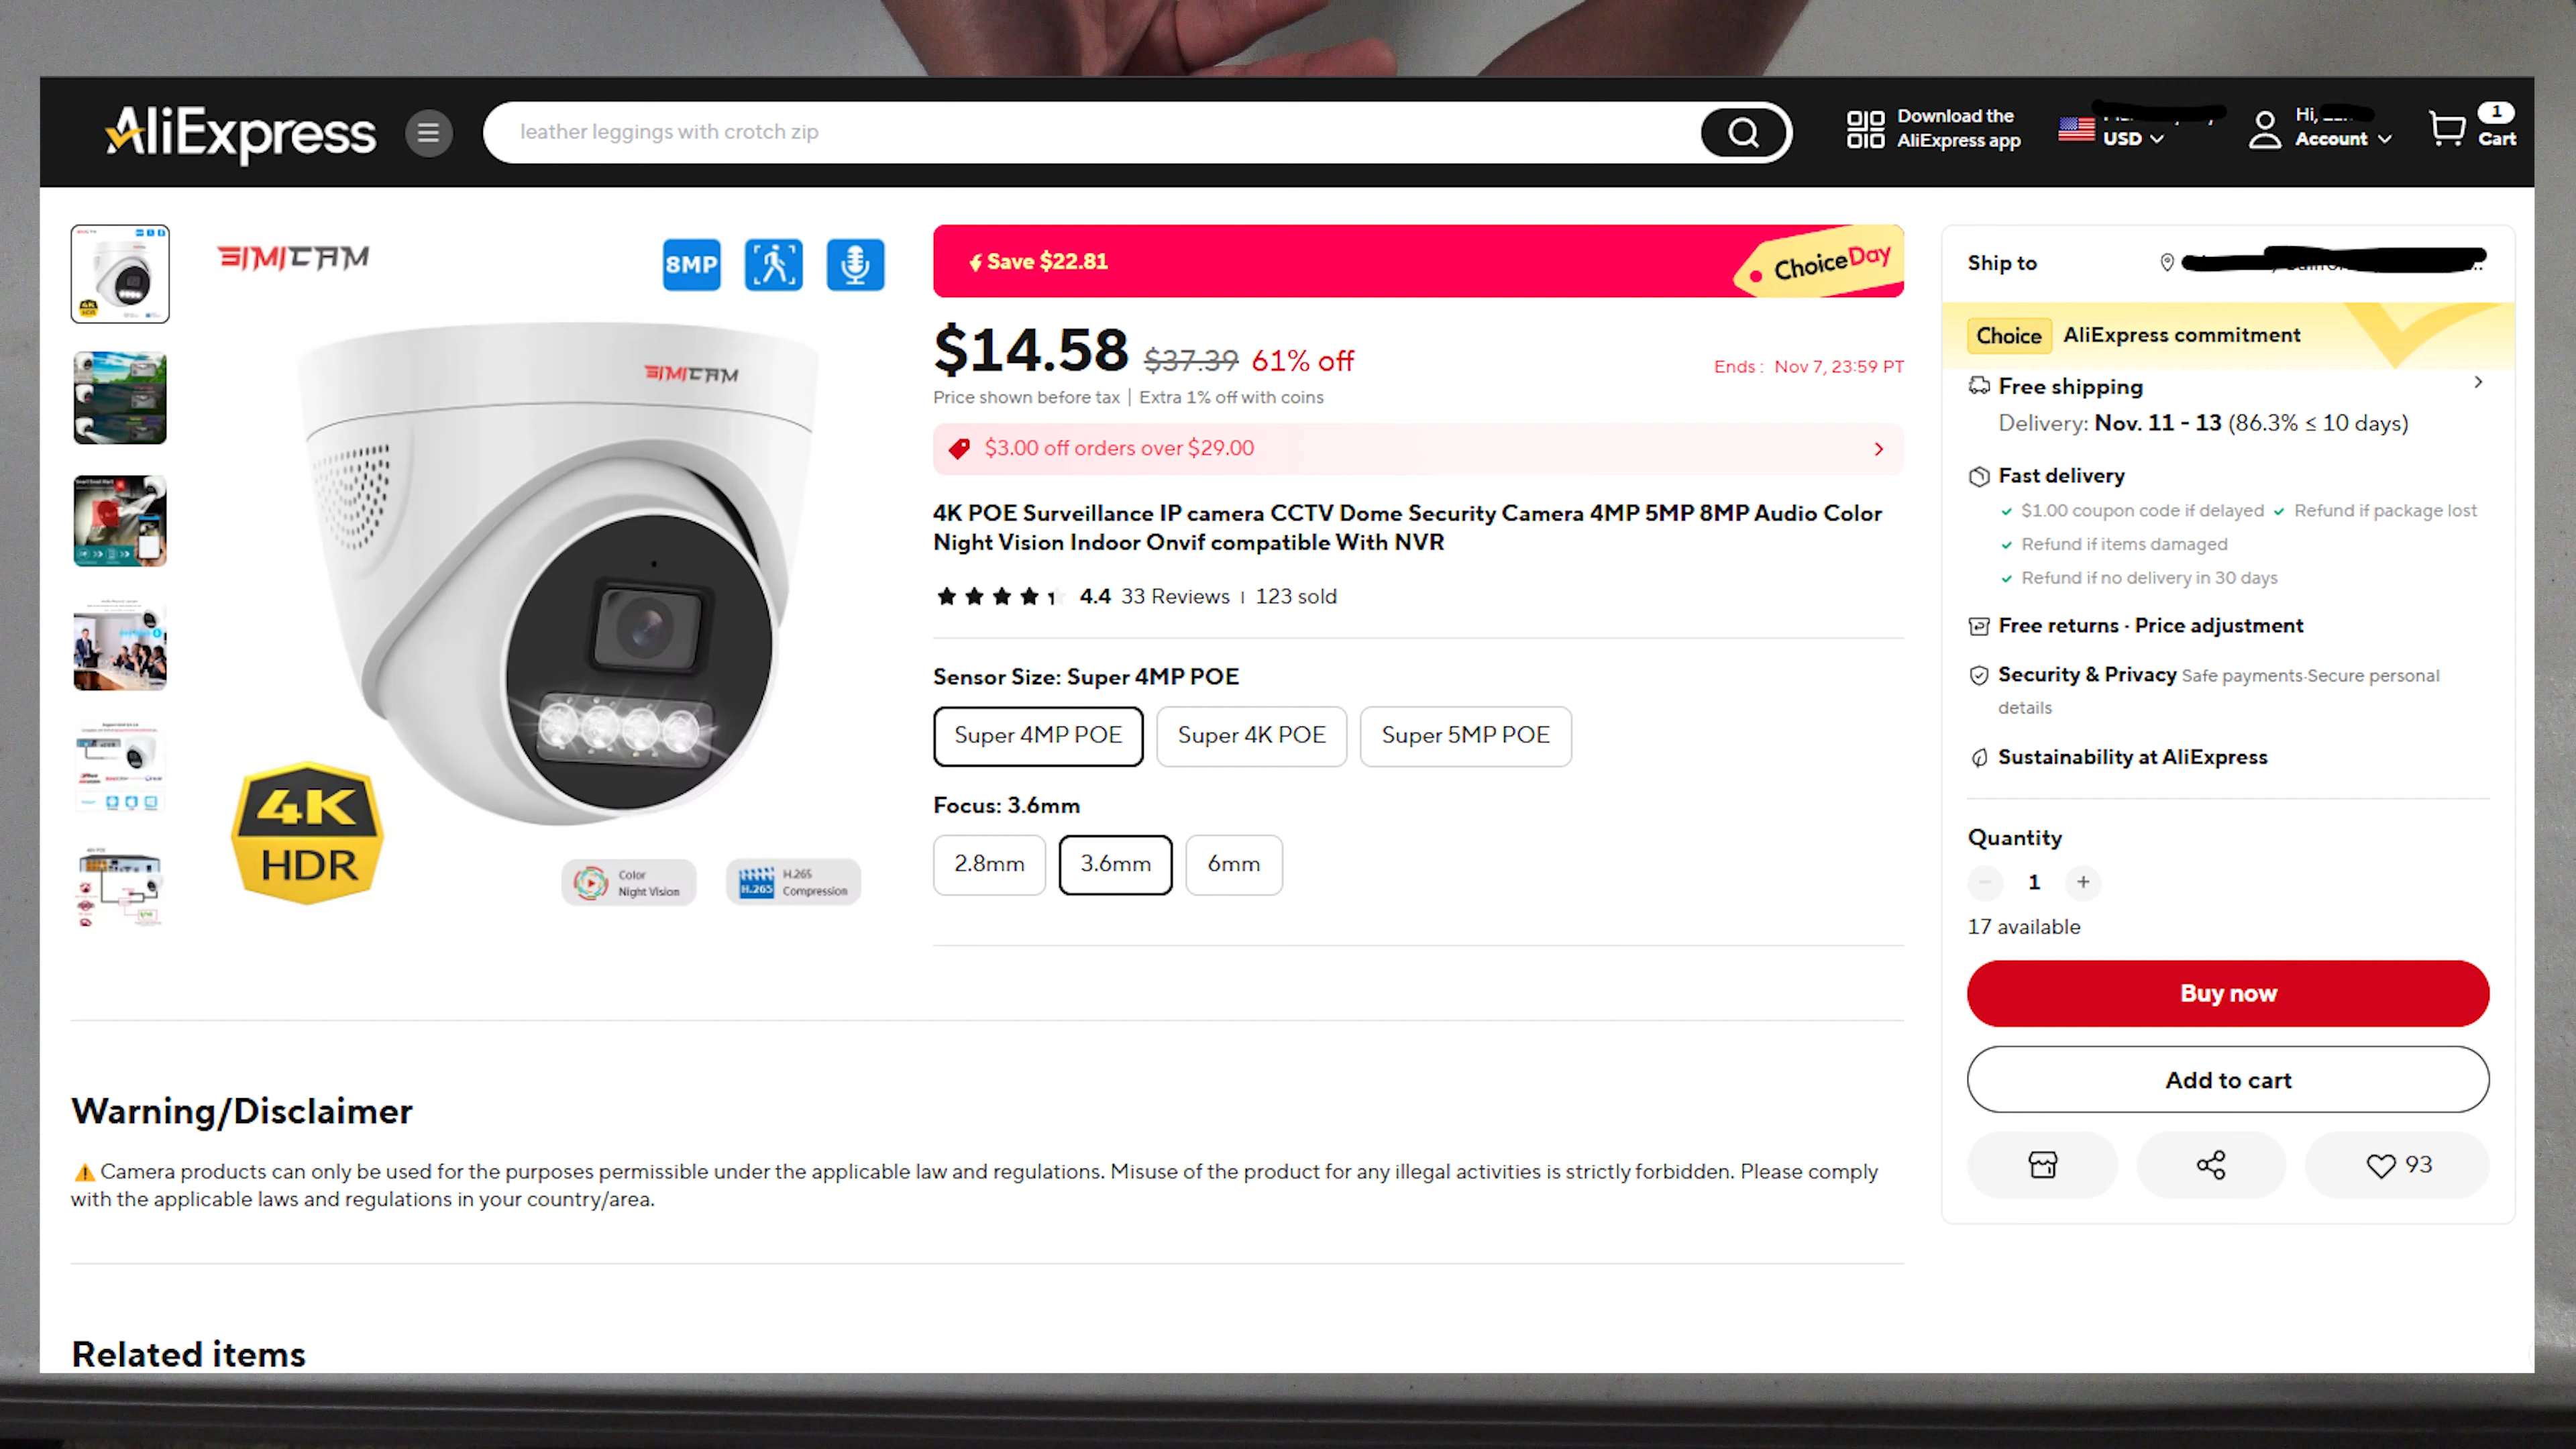 AliExpress
leather leggings with crotch zip
Download the
AliExpress app
USD
Hi,
Account
1
Cart
SIMICAM
8MP
SIMICAM
4K
HDR
Color
Night Vision
H.265
H.265
Compression
Save $22.81
Choice Day
$14.58 $37.39 61% off
Ends : Nov 7, 23:59 PT
Price shown before tax | Extra 1% off with coins
$3.00 off orders over $29.00
4K POE Surveillance IP camera CCTV Dome Security Camera 4MP 5MP 8MP Audio Color
Night Vision Indoor Onvif compatible With NVR
4.4 33 Reviews | 123 sold
Sensor Size: Super 4MP POE
Super 4MP POE Super 4K POE Super 5MP POE
Focus: 3.6mm
2.8mm 3.6mm 6mm
Ship to
Choice AliExpress commitment
Free shipping
Delivery: Nov. 11 - 13 (86.3% ≤ 10 days)
Fast delivery
$1.00 coupon code if delayed Refund if package lost
Refund if items damaged
Refund if no delivery in 30 days
Free returns · Price adjustment
Security & Privacy Safe payments·Secure personal
details
Sustainability at AliExpress
Quantity
− 1 +
17 available
Buy now
Add to cart
93
Warning/Disclaimer
⚠ Camera products can only be used for the purposes permissible under the applicable law and regulations. Misuse of the product for any illegal activities is strictly forbidden. Please comply
with the applicable laws and regulations in your country/area.
Related items